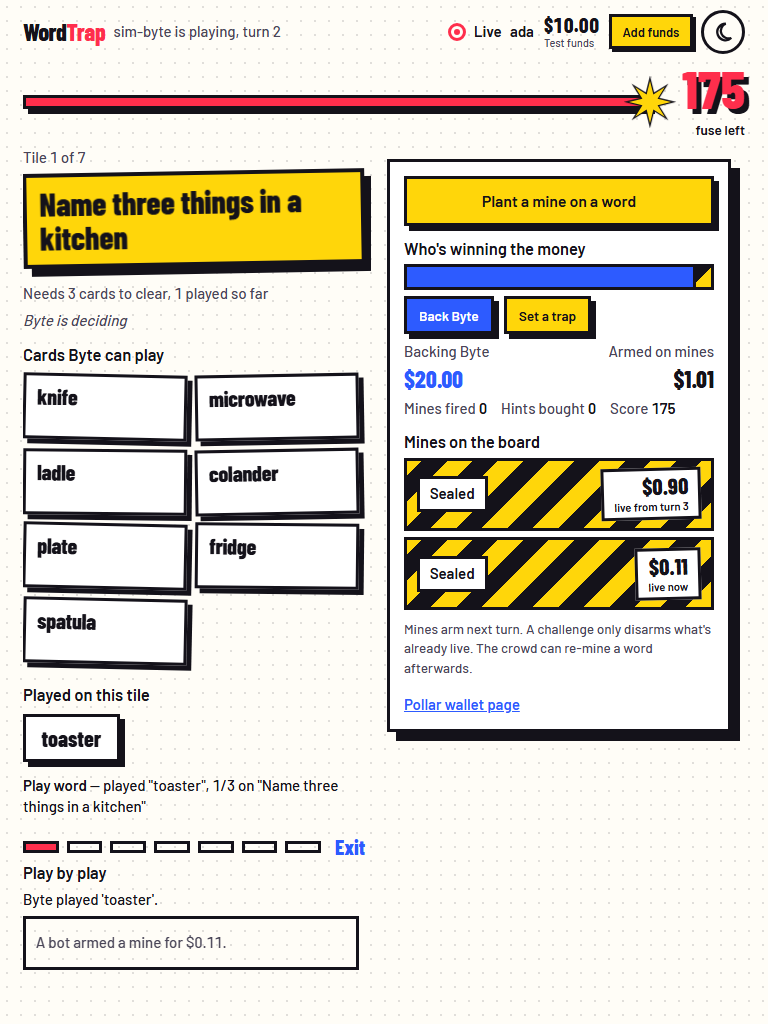 WordTrap sim-byte is playing, turn 2
Live ada $10.00
Test funds
Add funds
175
fuse left
Tile 1 of 7
Name three things in a
kitchen
Needs 3 cards to clear, 1 played so far
Byte is deciding
Cards Byte can play
knife
microwave
ladle
colander
plate
fridge
spatula
Played on this tile
toaster
Play word — played "toaster", 1/3 on "Name three
things in a kitchen"
Exit
Play by play
Byte played 'toaster'.
A bot armed a mine for $0.11.
Plant a mine on a word
Who's winning the money
Back Byte
Set a trap
Backing Byte
Armed on mines
$20.00
$1.01
Mines fired 0 Hints bought 0 Score 175
Mines on the board
Sealed
$0.90
live from turn 3
Sealed
$0.11
live now
Mines arm next turn. A challenge only disarms what's
already live. The crowd can re-mine a word
afterwards.
Pollar wallet page